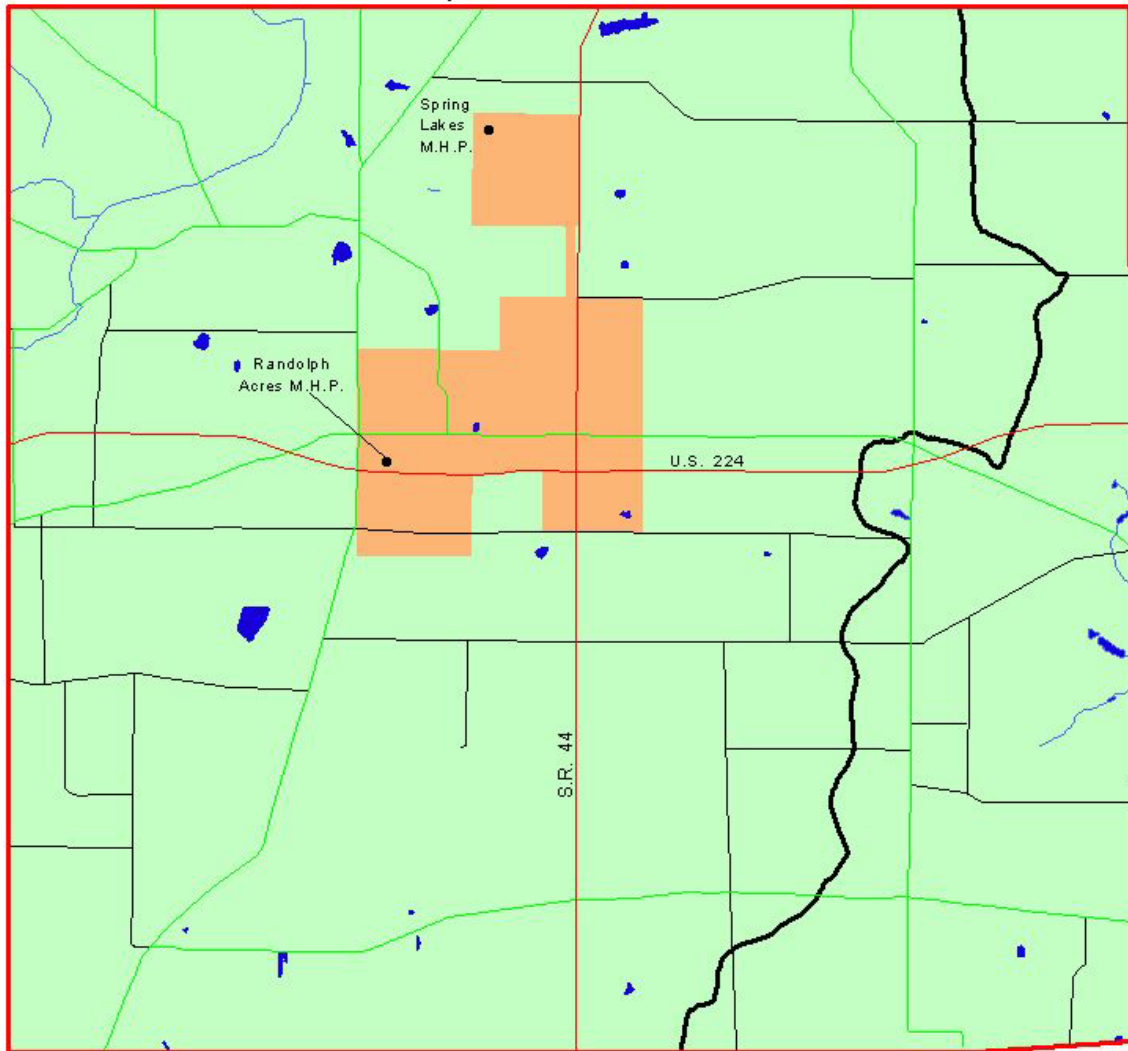 Spring
Lakes
M.H.P.
Randolph
Acres M.H.P.
U.S. 224
S.R. 44